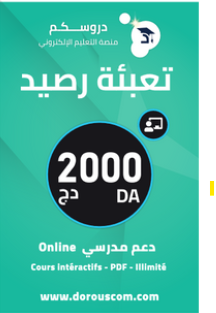 دروسكم
منصة التعليم الإلكتروني
تعبئة رصيد
2000
دج DA
دعم مدرسي Online
Cours Intéractifs - PDF - Illimité
www.dorouscom.com